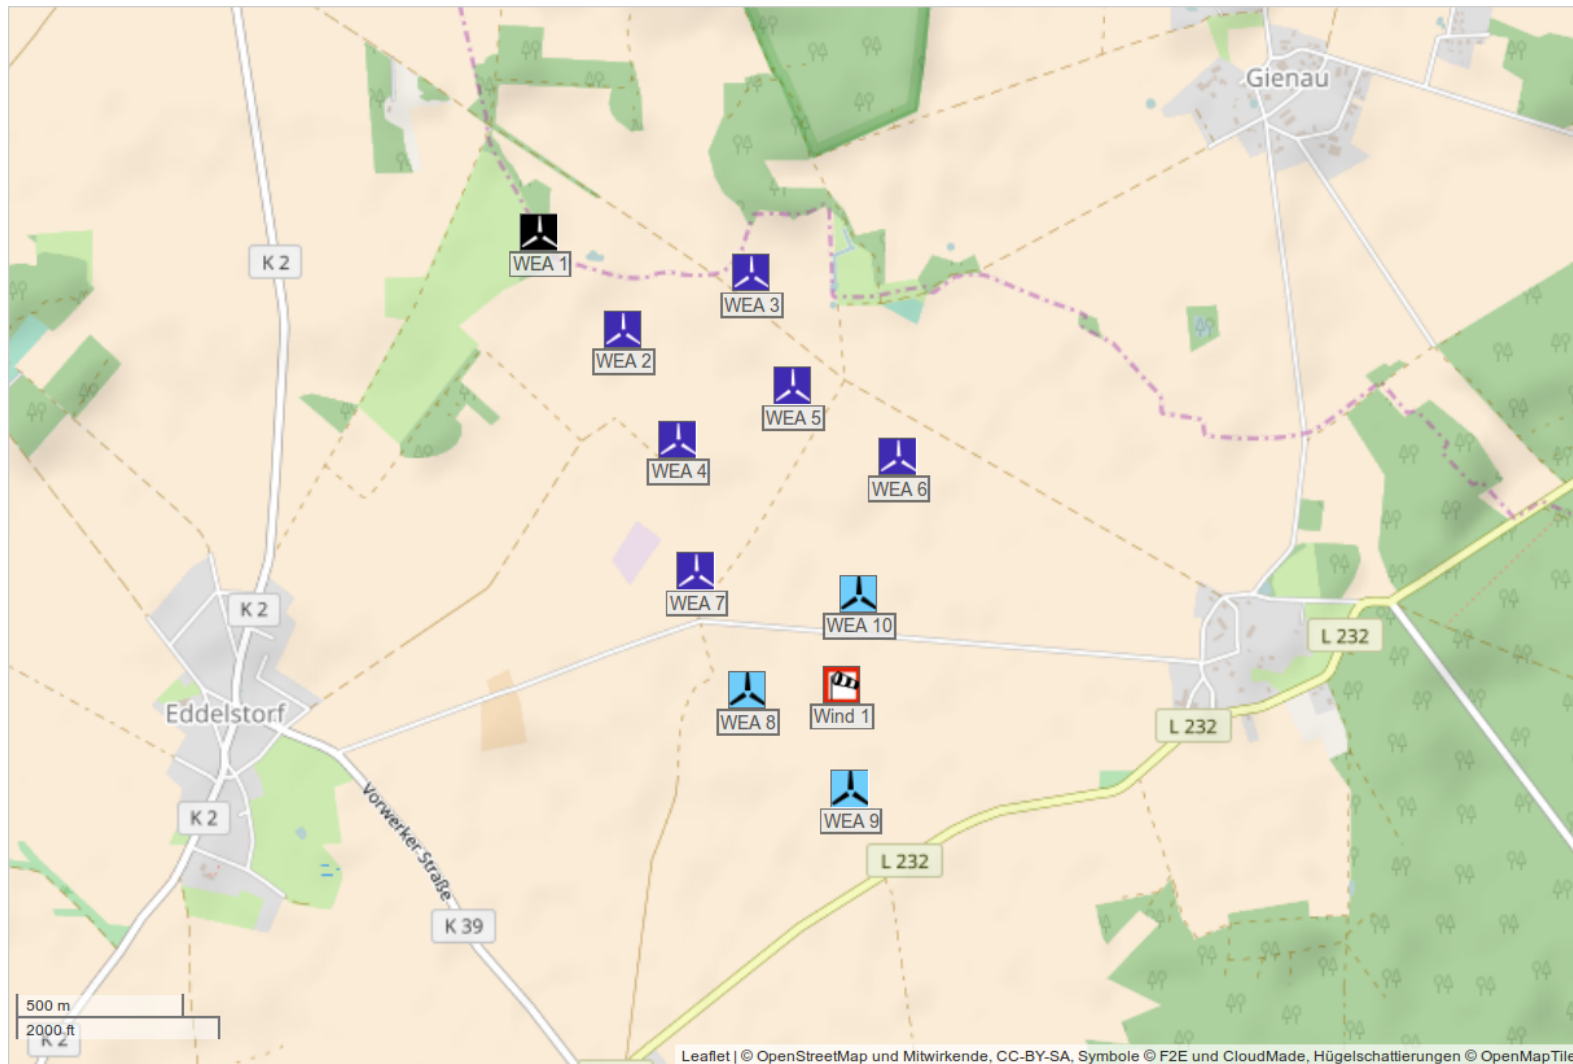 Gienau
K 2
WEA 1
WEA 3
WEA 2
WEA 5
WEA 4
WEA 6
K 2
WEA 7
WEA 10
L 232
Eddelstorf
WEA 8
Wind 1
L 232
K 2
Vorwerker Straße
WEA 9
L 232
K 39
500 m
2000 ft
K 2
Leaflet | © OpenStreetMap und Mitwirkende, CC-BY-SA, Symbole © F2E und CloudMade, Hügelschattierungen © OpenMapTile